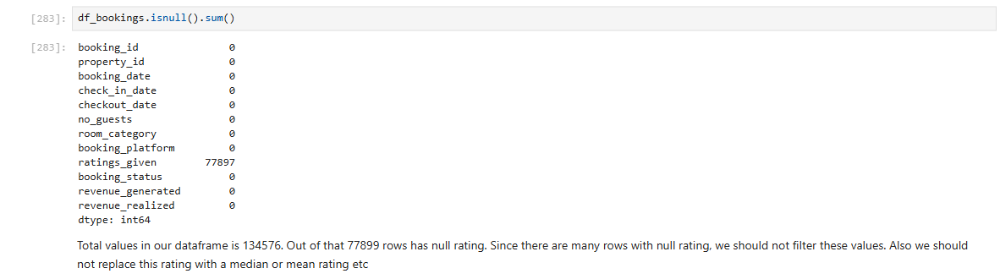 [283]: df_bookings.isnull().sum()
[283]: booking_id 0
property_id 0
booking_date 0
check_in_date 0
checkout_date 0
no_guests 0
room_category 0
booking_platform 0
ratings_given 77897
booking_status 0
revenue_generated 0
revenue_realized 0
dtype: int64
Total values in our dataframe is 134576. Out of that 77899 rows has null rating. Since there are many rows with null rating, we should not filter these values. Also we should
not replace this rating with a median or mean rating etc